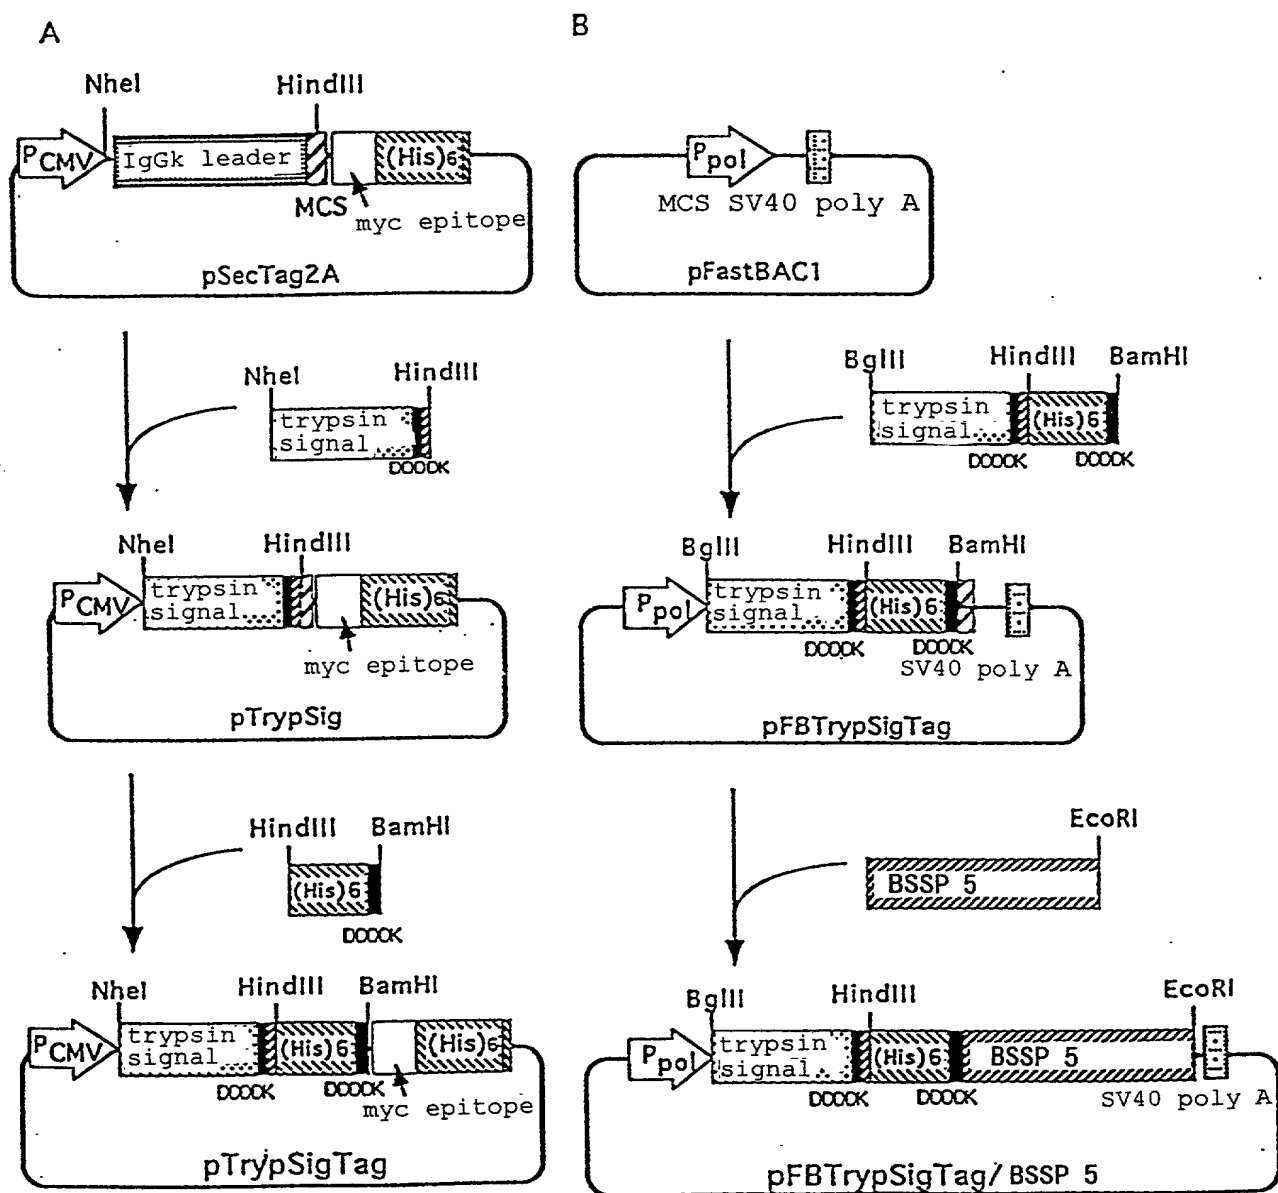 A
NheI
HindIII
PCMV
IgGk leader
(His)6
MCS
myc epitope
pSecTag2A
NheI
HindIII
trypsin
signal
DDDDK
NheI
HindIII
PCMV
trypsin
signal
(His)6
myc epitope
pTrypSig
HindIII
BamHI
(His)6
DDDDK
NheI
HindIII
BamHI
PCMV
trypsin
signal
(His)6
(His)6
DDDDK
DDDDK
myc epitope
pTrypSigTag
B
Ppol
MCS SV40 poly A
pFastBAC1
BglII
HindIII
BamHI
trypsin
signal
(His)6
DDDDK
DDDDK
BglII
HindIII
BamHI
Ppol
trypsin
signal
(His)6
DDDDK
DDDDK
SV40 poly A
pFBTrypSigTag
EcoRI
BSSP 5
BglII
HindIII
EcoRI
Ppol
trypsin
signal
(His)6
BSSP 5
DDDDK
DDDDK
SV40 poly A
pFBTrypSigTag/BSSP 5